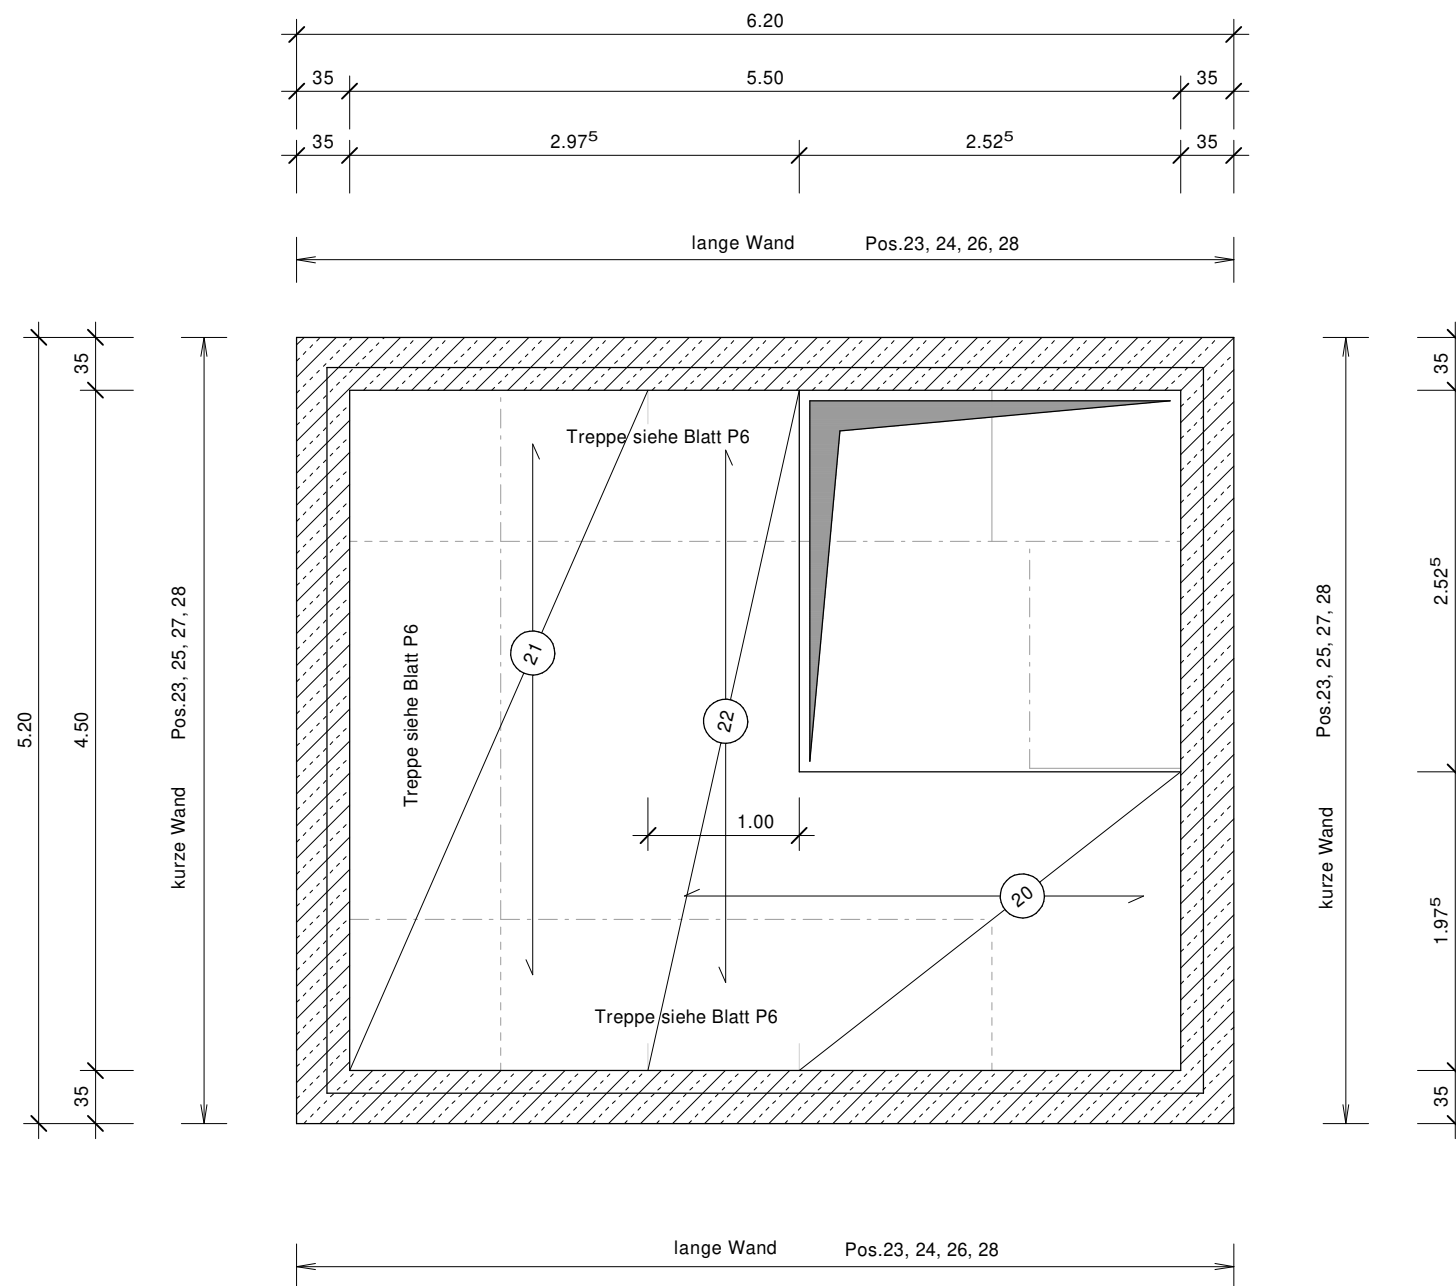 6.20
35 5.50 35
35 2.97⁵ 2.52⁵ 35
lange Wand Pos.23, 24, 26, 28
35
4.50
35
5.20
kurze Wand Pos.23, 25, 27, 28
Treppe siehe Blatt P6
Treppe siehe Blatt P6
21
22
1.00
20
Treppe siehe Blatt P6
kurze Wand Pos.23, 25, 27, 28
35
2.52⁵
1.97⁵
35
lange Wand Pos.23, 24, 26, 28